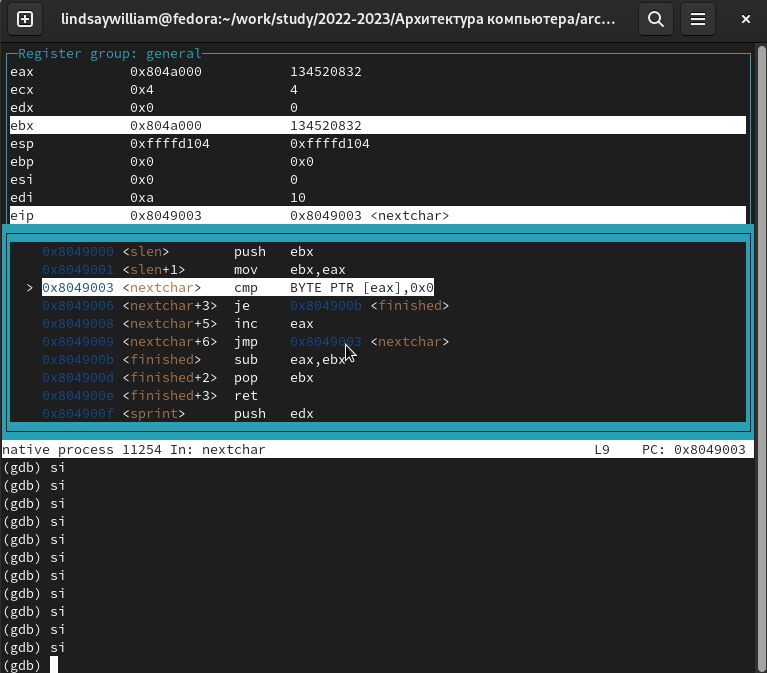 lindsaywilliam@fedora:~/work/study/2022-2023/Архитектура компьютера/arc...
Register group: general
eax 0x804a000 134520832
ecx 0x4 4
edx 0x0 0
ebx 0x804a000 134520832
esp 0xffffd104 0xffffd104
ebp 0x0 0x0
esi 0x0 0
edi 0xa 10
eip 0x8049003 0x8049003 <nextchar>
0x8049000 <slen> push ebx
0x8049001 <slen+1> mov ebx,eax
> 0x8049003 <nextchar> cmp BYTE PTR [eax],0x0
0x8049006 <nextchar+3> je 0x804900b <finished>
0x8049008 <nextchar+5> inc eax
0x8049009 <nextchar+6> jmp 0x8049003 <nextchar>
0x804900b <finished> sub eax,ebx
0x804900d <finished+2> pop ebx
0x804900e <finished+3> ret
0x804900f <sprint> push edx
native process 11254 In: nextchar L9 PC: 0x8049003
(gdb) si
(gdb) si
(gdb) si
(gdb) si
(gdb) si
(gdb) si
(gdb) si
(gdb) si
(gdb) si
(gdb) si
(gdb) si
(gdb)